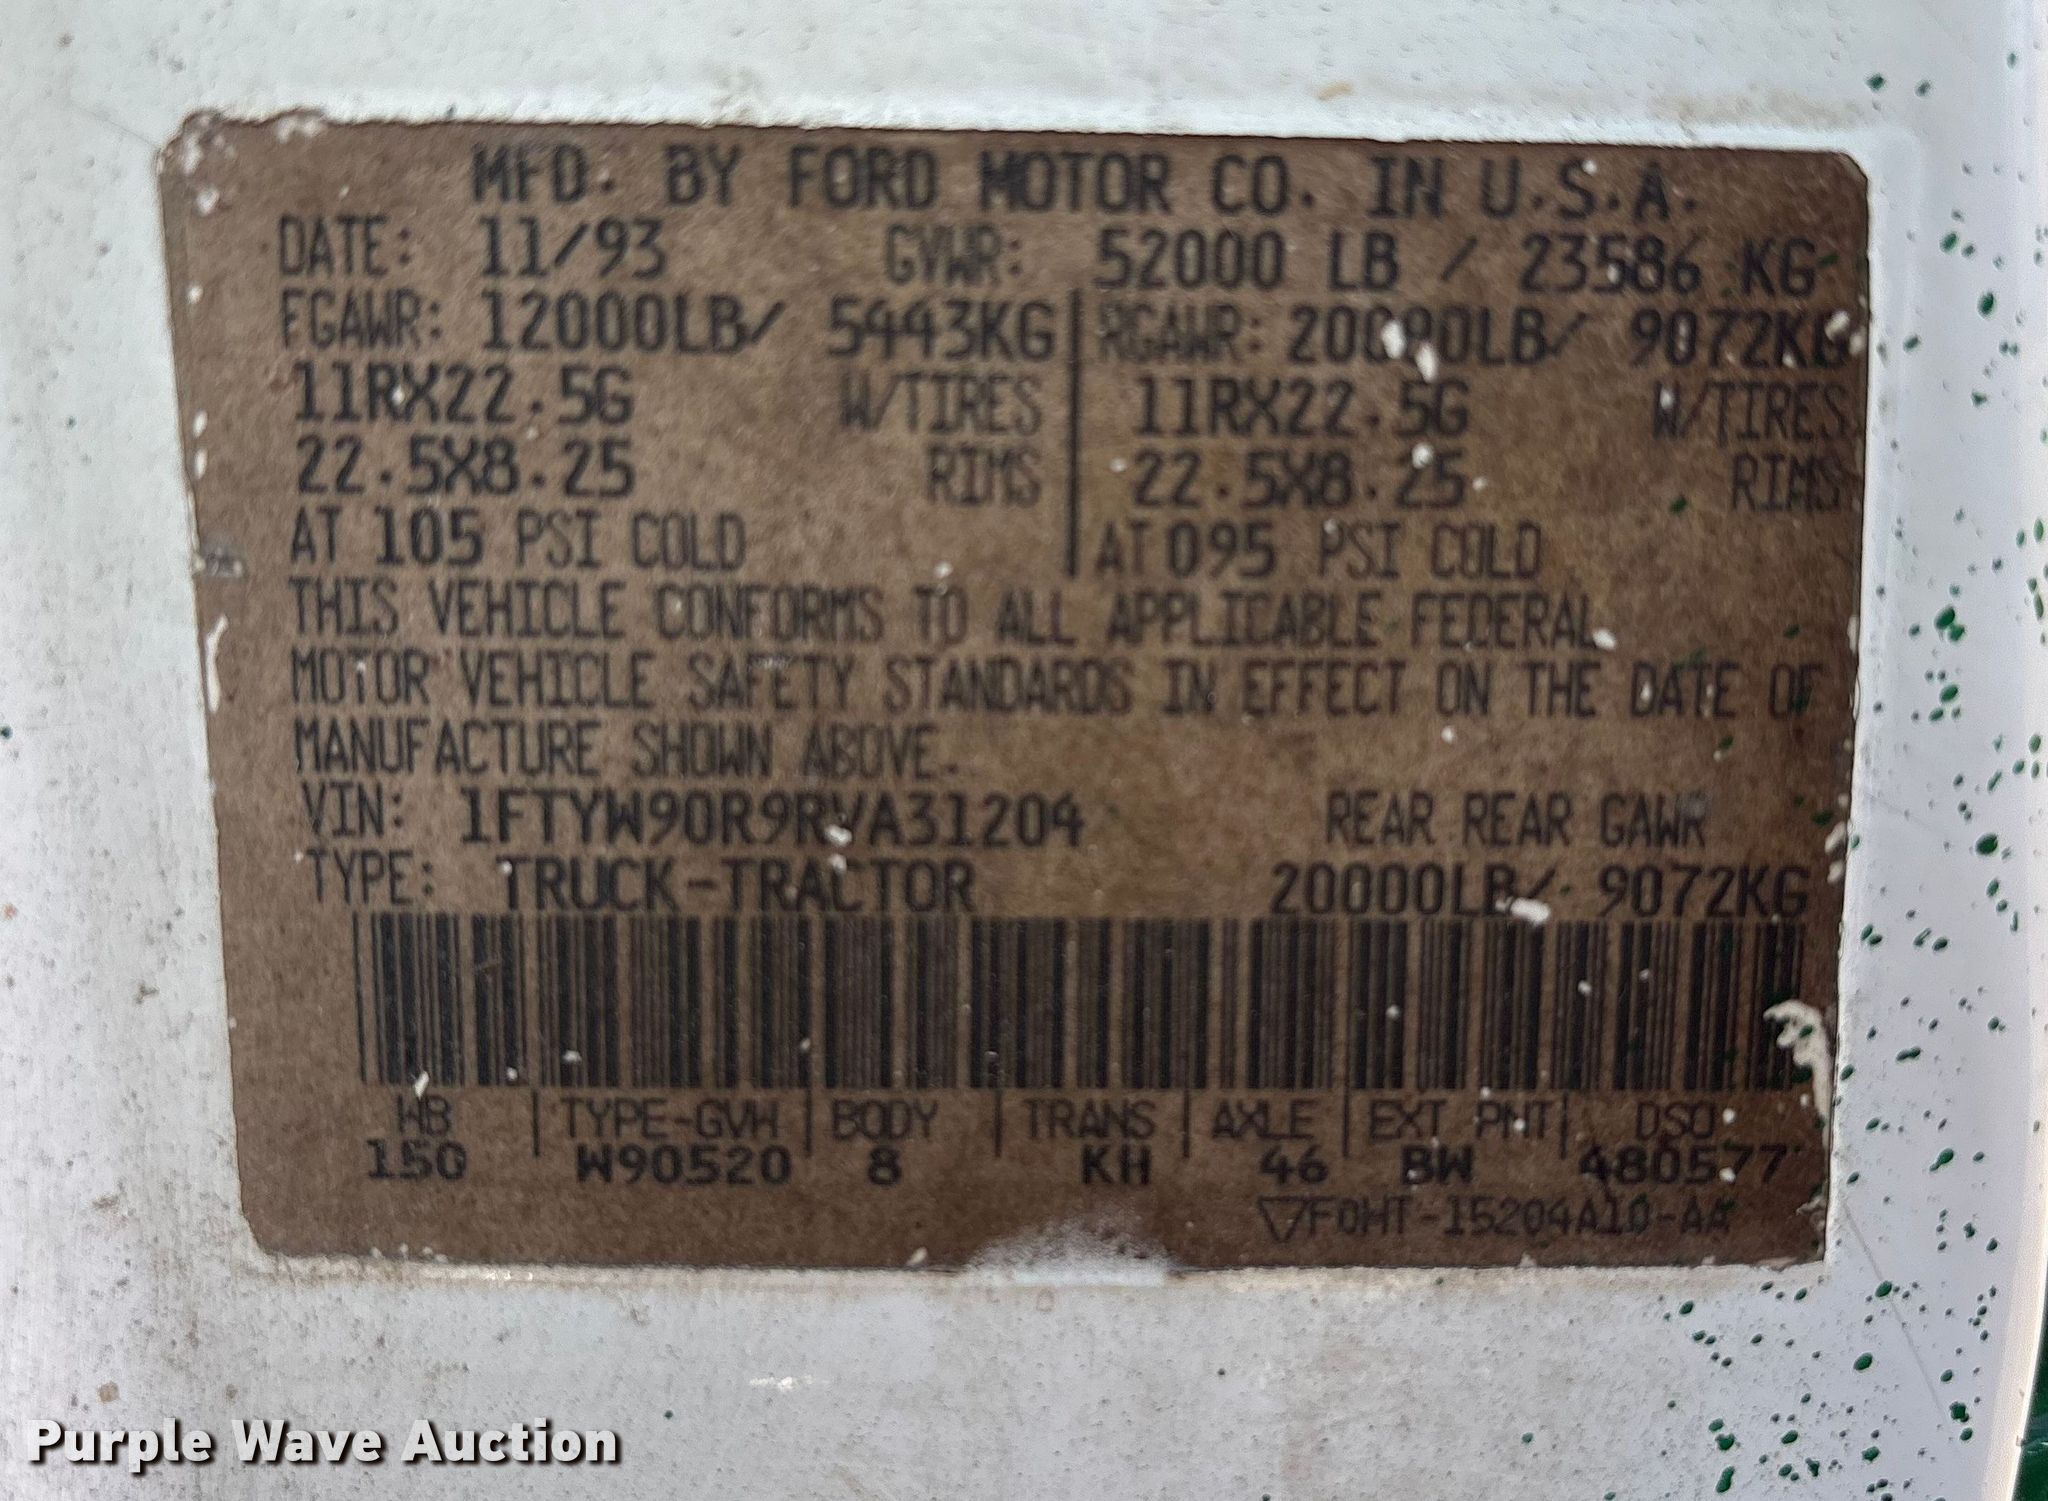 MFD. BY FORD MOTOR CO. IN U.S.A.
DATE: 11/93 GVWR: 52000 LB / 23586 KG
FGAWR: 12000LB/ 5443KG RGAWR: 20000LB/ 9072KG
11RX22.5G W/TIRES 11RX22.5G W/TIRES
22.5X8.25 RIMS 22.5X8.25 RIMS
AT 105 PSI COLD AT 095 PSI COLD
THIS VEHICLE CONFORMS TO ALL APPLICABLE FEDERAL
MOTOR VEHICLE SAFETY STANDARDS IN EFFECT ON THE DATE OF
MANUFACTURE SHOWN ABOVE.
VIN: 1FTYW90R9RVA31204 REAR REAR GAWR
TYPE: TRUCK-TRACTOR 20000LB/ 9072KG
WB | TYPE-GVW | BODY | TRANS | AXLE | EXT PNT | DSO
150 W90520 8 KH 46 BW 480577
▽F0HT-15204A10-AA
Purple Wave Auction